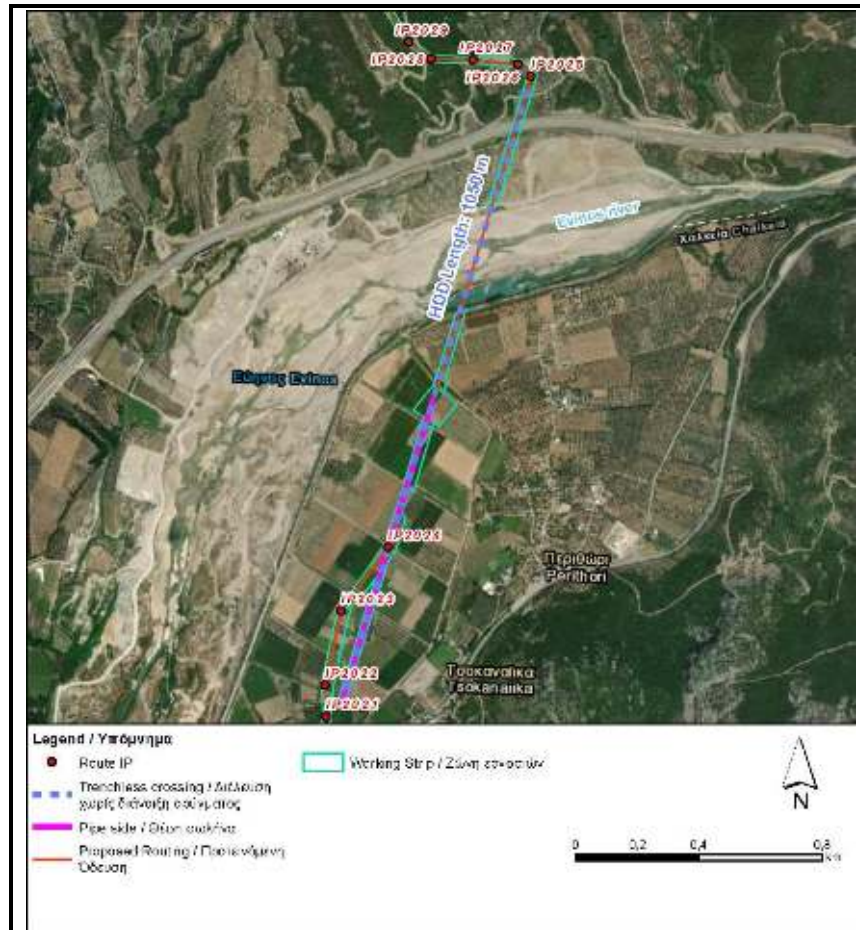 IP2029
IP2027
IP2028
IP2026
IP2025
HDD Length: 1050 m
Evinos river
Χαλκεία Chalkeia
Εύηνος Evinos
IP2024
Περιθώρι
Perithori
IP2023
IP2022
Τσοκαναίικα
Tsokanaiika
IP2021
Legend / Υπόμνημα
Route IP
Working Strip / Ζώνη εργασιών
Trenchless crossing / Διέλευση
χωρίς διάνοιξη ορύγματος
Pipe side / Θέση σωλήνα
Proposed Routing / Προτεινόμενη
Όδευση
N
0 0,2 0,4 0,8
km